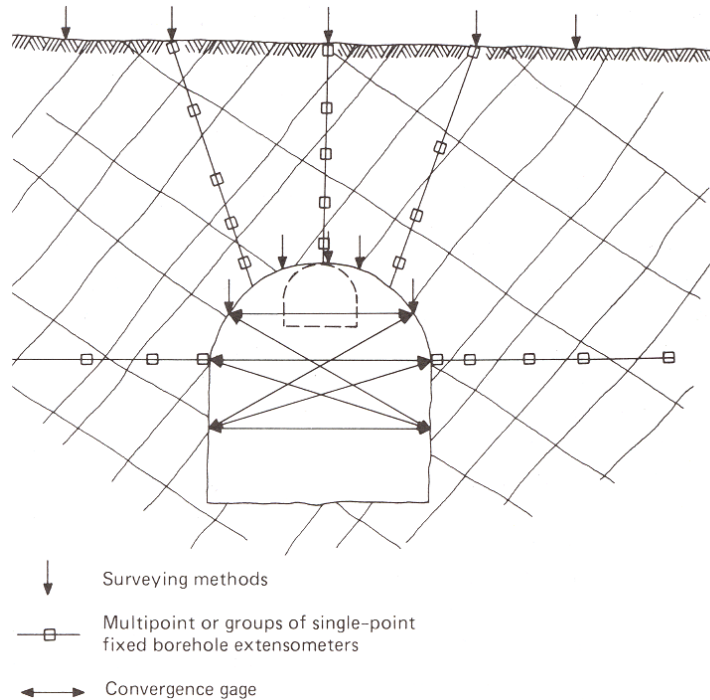 Surveying methods
Multipoint or groups of single-point
fixed borehole extensometers
Convergence gage